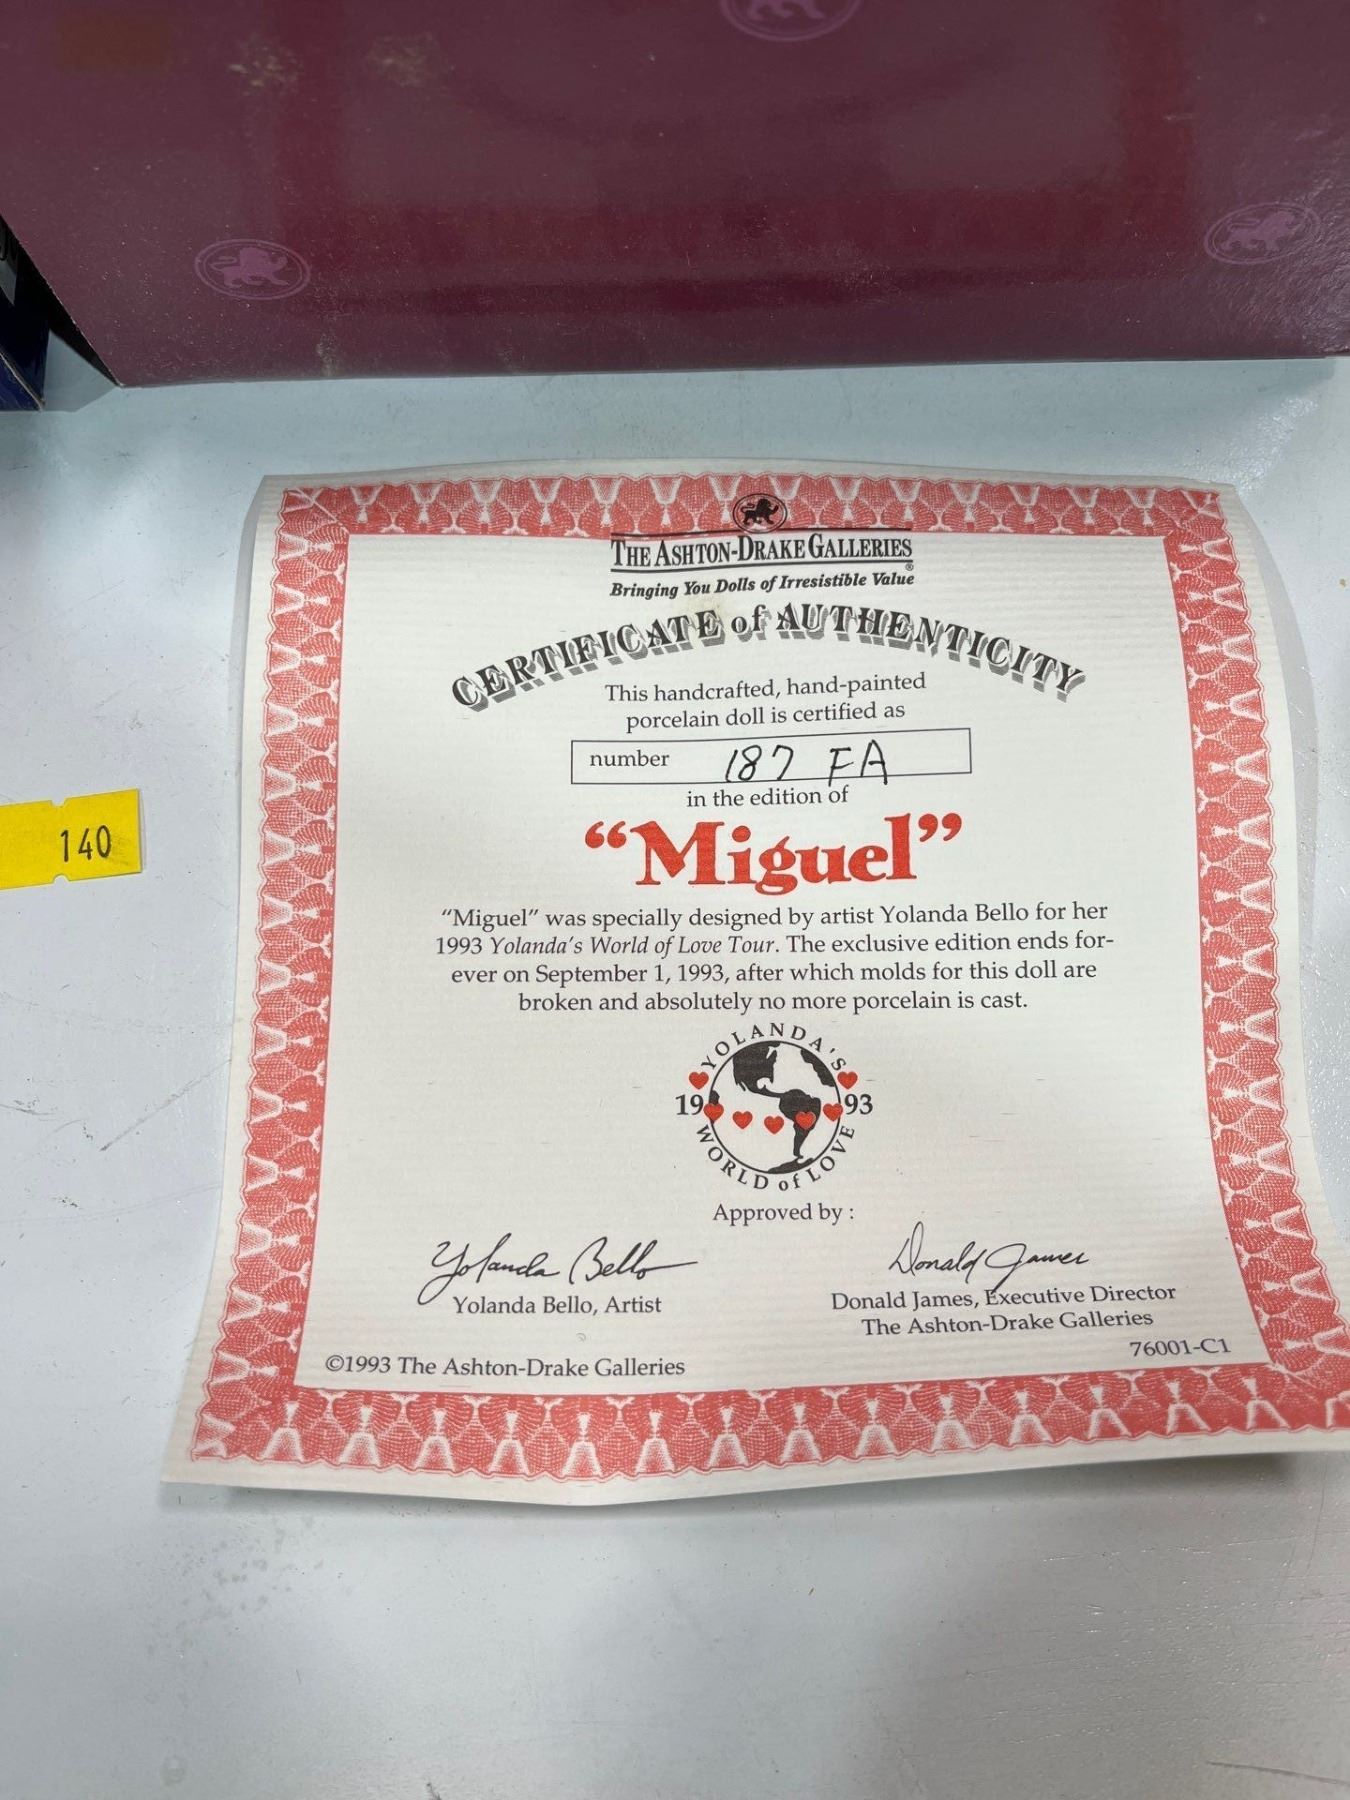 THE ASHTON-DRAKE GALLERIES
®
Bringing You Dolls of Irresistible Value
CERTIFICATE of AUTHENTICITY
This handcrafted, hand-painted
porcelain doll is certified as
number 187 FA
in the edition of
“Miguel”
“Miguel” was specially designed by artist Yolanda Bello for her
1993 Yolanda’s World of Love Tour. The exclusive edition ends for-
ever on September 1, 1993, after which molds for this doll are
broken and absolutely no more porcelain is cast.
YOLANDA'S
19 93
WORLD of LOVE
Approved by :
Yolanda Bello Donald James
Yolanda Bello, Artist Donald James, Executive Director
The Ashton-Drake Galleries
©1993 The Ashton-Drake Galleries 76001-C1
140